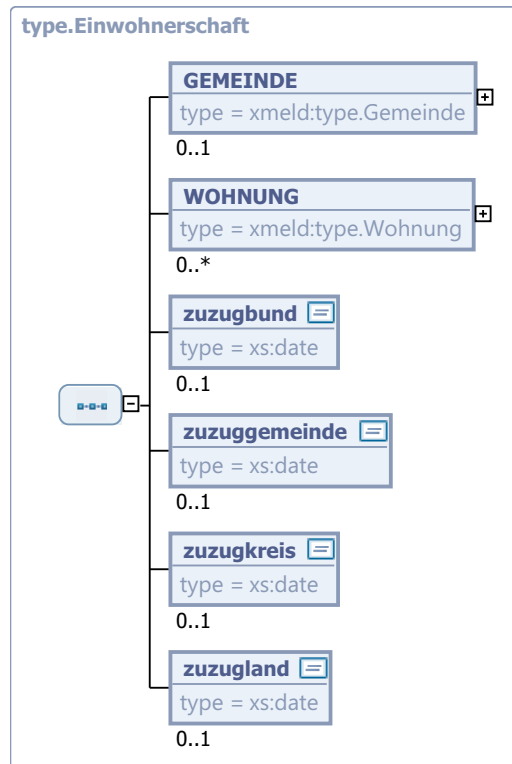 type.Einwohnerschaft
GEMEINDE
type = xmeld:type.Gemeinde
0..1
WOHNUNG
type = xmeld:type.Wohnung
0..*
zuzugbund
type = xs:date
0..1
zuzuggemeinde
type = xs:date
0..1
zuzugkreis
type = xs:date
0..1
zuzugland
type = xs:date
0..1